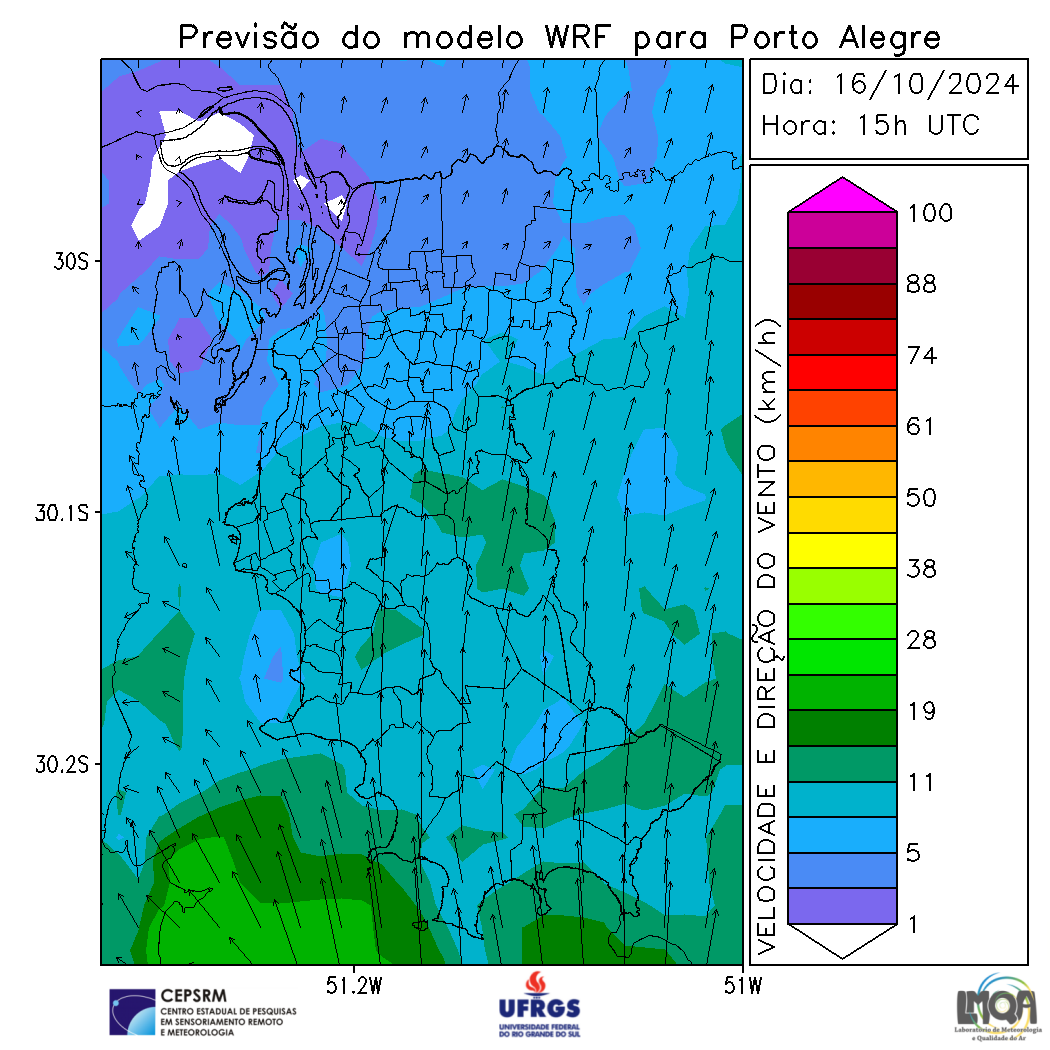 Previsão do modelo WRF para Porto Alegre
Dia: 16/10/2024
Hora: 15h UTC
100
88
74
61
50
38
28
19
11
5
1
VELOCIDADE E DIREÇÃO DO VENTO (km/h)
30S
30.1S
30.2S
51.2W
51W
CEPSRM
CENTRO ESTADUAL DE PESQUISAS
EM SENSORIAMENTO REMOTO
E METEOROLOGIA
UFRGS
UNIVERSIDADE FEDERAL
DO RIO GRANDE DO SUL
LMQA
Laboratório de Meteorologia
e Qualidade do Ar